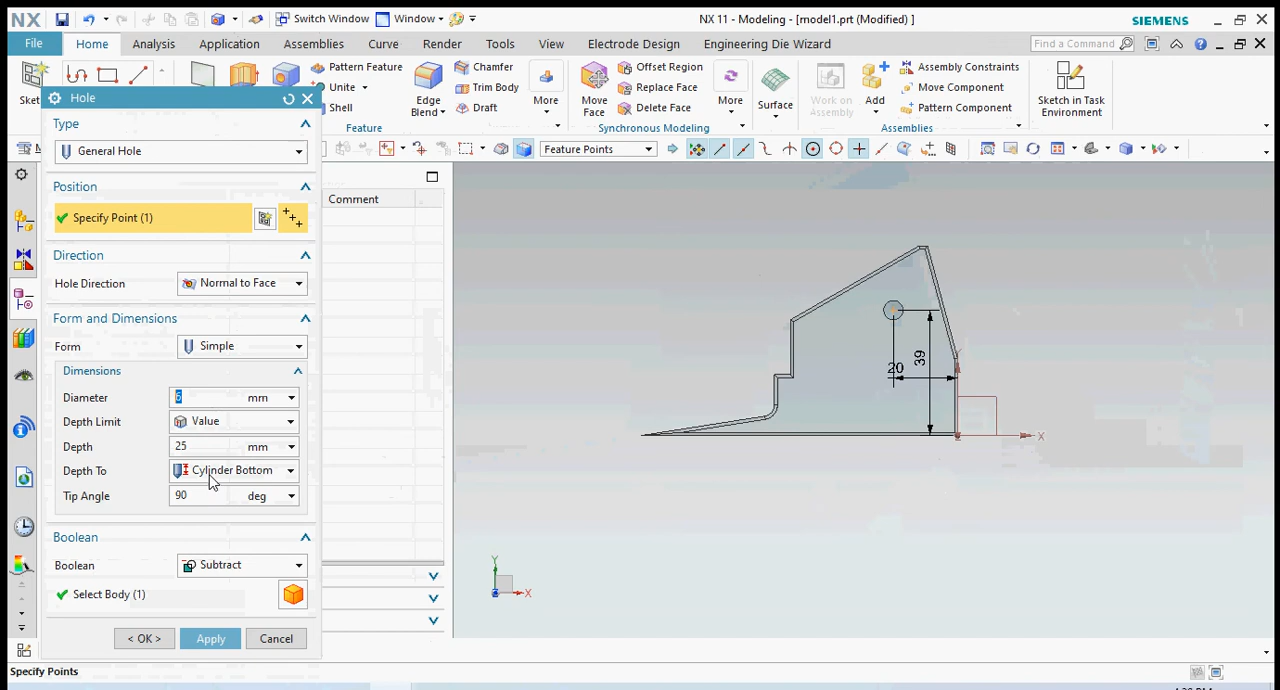 NX Switch Window Window NX 11 - Modeling - [model1.prt (Modified) ] SIEMENS
File Home Analysis Application Assemblies Curve Render Tools View Electrode Design Engineering Die Wizard Find a Command
Pattern Feature Chamfer Offset Region Assembly Constraints
Unite Trim Body Replace Face Move Component
Shell Draft Delete Face Pattern Component
Edge Blend More Move Face More Surface Work on Assembly Add Sketch in Task Environment
Feature Synchronous Modeling Assemblies
Hole
Type
General Hole
Feature Points
Position
Comment
Specify Point (1)
Direction
Hole Direction Normal to Face
Form and Dimensions
Form Simple
Dimensions
Diameter 6 mm
Depth Limit Value
Depth 25 mm
Depth To Cylinder Bottom
Tip Angle 90 deg
Boolean
Boolean Subtract
Select Body (1)
< OK > Apply Cancel
39
20
X
Y
X
Specify Points